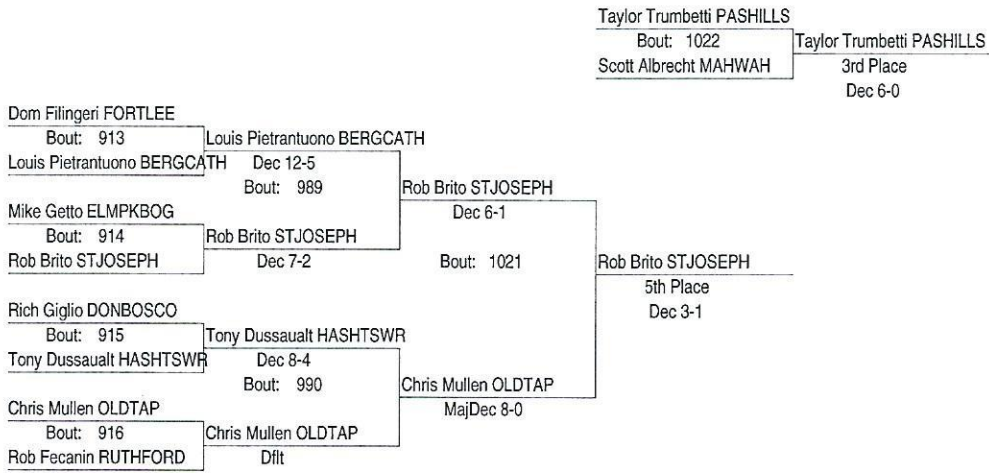 Taylor Trumbetti PASHILLS
Bout: 1022
Taylor Trumbetti PASHILLS
Scott Albrecht MAHWAH
3rd Place
Dec 6-0
Dom Filingeri FORTLEE
Bout: 913
Louis Pietrantuono BERGCATH
Louis Pietrantuono BERGCATH
Dec 12-5
Bout: 989
Rob Brito STJOSEPH
Dec 6-1
Mike Getto ELMPKBOG
Bout: 914
Rob Brito STJOSEPH
Rob Brito STJOSEPH
Dec 7-2
Bout: 1021
Rob Brito STJOSEPH
5th Place
Dec 3-1
Rich Giglio DONBOSCO
Bout: 915
Tony Dussaualt HASHTSWR
Tony Dussaualt HASHTSWR
Dec 8-4
Bout: 990
Chris Mullen OLDTAP
MajDec 8-0
Chris Mullen OLDTAP
Bout: 916
Chris Mullen OLDTAP
Rob Fecanin RUTHFORD
Dflt